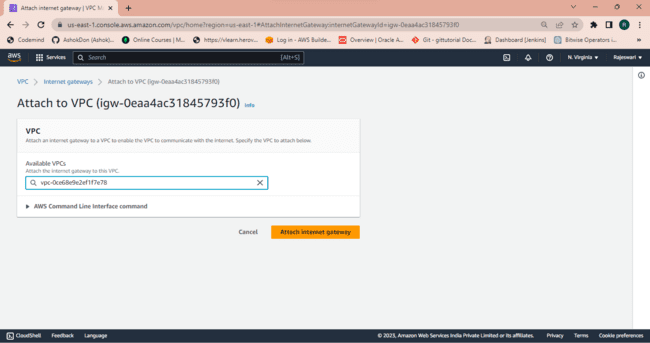 Attach internet gateway | VPC M
us-east-1.console.aws.amazon.com/vpc/home?region=us-east-1#AttachInternetGateway:internetGatewayId=igw-0eaa4ac31845793f0
R
Codemind
AshokDon (Ashok)...
Online Courses | M...
https://vlearn.herov...
Log in - AWS Builde...
Overview | Oracle A...
Git - gittutorial Doc...
Dashboard [Jenkins]
Bitwise Operators i...
aws
Services
Search
[Alt+S]
N. Virginia
Rajeswari
VPC > Internet gateways > Attach to VPC (igw-0eaa4ac31845793f0)
Attach to VPC (igw-0eaa4ac31845793f0) Info
VPC
Attach an internet gateway to a VPC to enable the VPC to communicate with the internet. Specify the VPC to attach below.
Available VPCs
Attach the internet gateway to this VPC.
vpc-0ce68e9e2ef1f7e78
AWS Command Line Interface command
Cancel
Attach internet gateway
CloudShell Feedback Language
© 2023, Amazon Web Services India Private Limited or its affiliates. Privacy Terms Cookie preferences